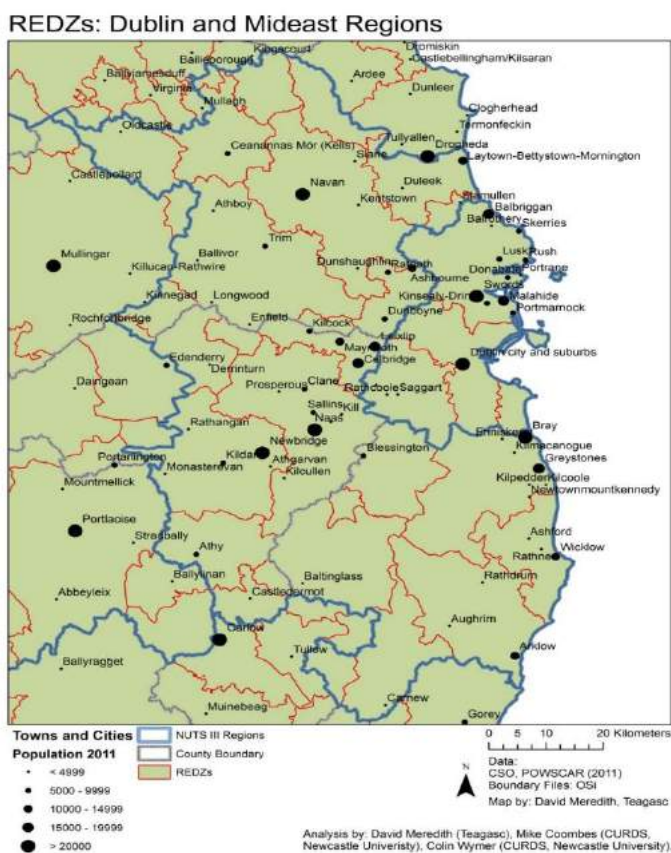 REDZs: Dublin and Mideast Regions
Kingscourt
Dromiskin
Bailieborough
Castlebellingham/Kilsaran
Ballyjamesduff
Ardee
Virginia
Dunleer
Mullagh
Clogherhead
Oldcastle
Termonfeckin
Tullyallen
Drogheda
Ceanannas Mór (Kells)
Slane
Laytown-Bettystown-Mornington
Castlepollard
Navan
Duleek
Kentstown
Stamullen
Athboy
Balbriggan
Balrothery
Skerries
Trim
Mullingar
Ballivor
Lusk
Rush
Killucan-Rathwire
Dunshaughlin
Ratoath
Donabate
Portrane
Ashbourne
Swords
Kinnegad
Longwood
Kinsealy-Drin
Malahide
Rochfortbridge
Enfield
Dunboyne
Portmarnock
Kilcock
Leixlip
Maynooth
Edenderry
Derrinturn
Celbridge
Dublin city and suburbs
Daingean
Prosperous
Clane
Rathcoole
Saggart
Sallins
Kill
Rathangan
Naas
Bray
Enniskerry
Newbridge
Kilmacanogue
Portarlington
Kildare
Athgarvan
Blessington
Greystones
Monasterevan
Kilcullen
Kilpedder
Kilcoole
Mountmellick
Newtownmountkennedy
Portlaoise
Stradbally
Ashford
Athy
Rathnew
Wicklow
Ballylinan
Baltinglass
Rathdrum
Abbeyleix
Castledermot
Aughrim
Carlow
Tullow
Arklow
Ballyragget
Carnew
Muinebeag
Gorey
Towns and Cities
Population 2011
< 4999
5000 - 9999
10000 - 14999
15000 - 19999
> 20000
NUTS III Regions
County Boundary
REDZs
0 5 10 20 Kilometers
N
Data:
CSO, POWSCAR (2011)
Boundary Files: OSi
Map by: David Meredith, Teagasc
Analysis by: David Meredith (Teagasc), Mike Coombes (CURDS,
Newcastle Univeristy), Colin Wymer (CURDS, Newcastle University)